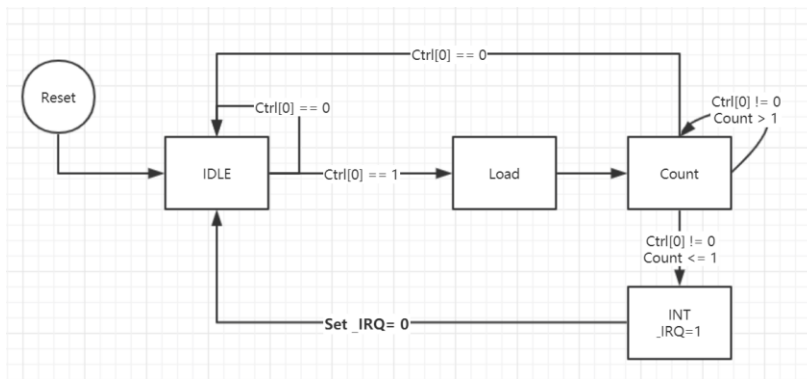 Ctrl[0] == 0
Reset
Ctrl[0] == 0
Ctrl[0] != 0
Count > 1
IDLE
Ctrl[0] == 1
Load
Count
Ctrl[0] != 0
Count <= 1
Set _IRQ= 0
INT
_IRQ=1